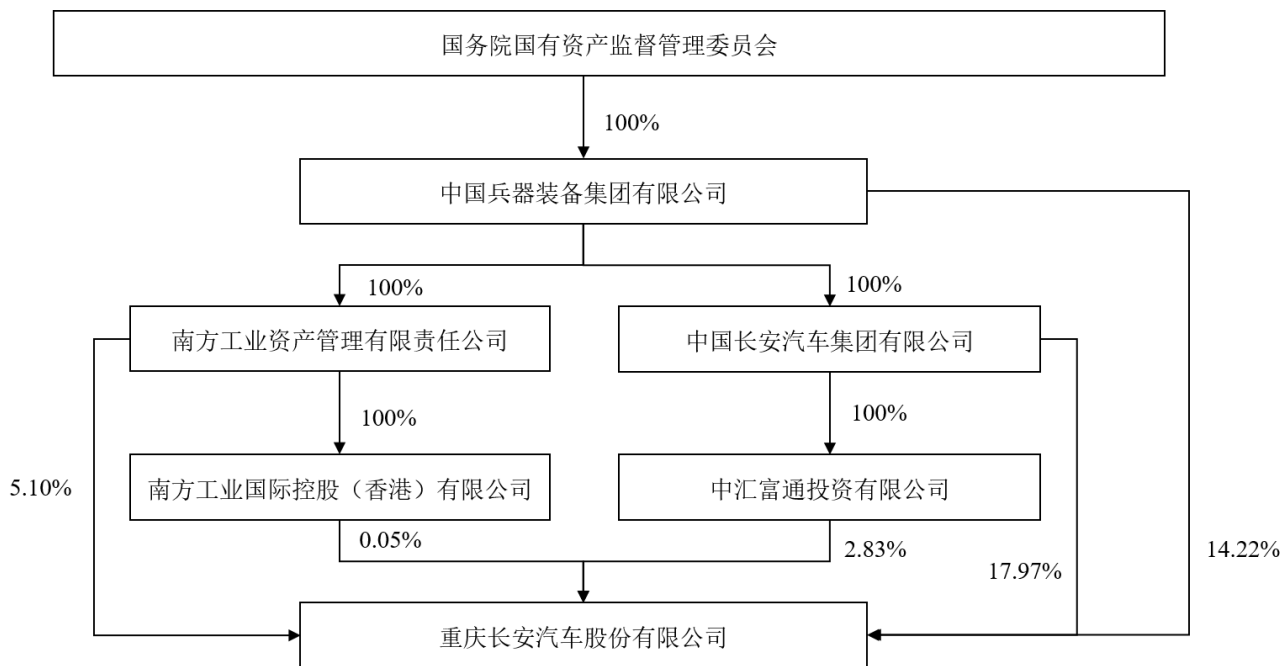 国务院国有资产监督管理委员会
100%
中国兵器装备集团有限公司
100%
100%
南方工业资产管理有限责任公司
中国长安汽车集团有限公司
100%
100%
5.10%
南方工业国际控股（香港）有限公司
中汇富通投资有限公司
0.05%
2.83%
17.97%
14.22%
重庆长安汽车股份有限公司